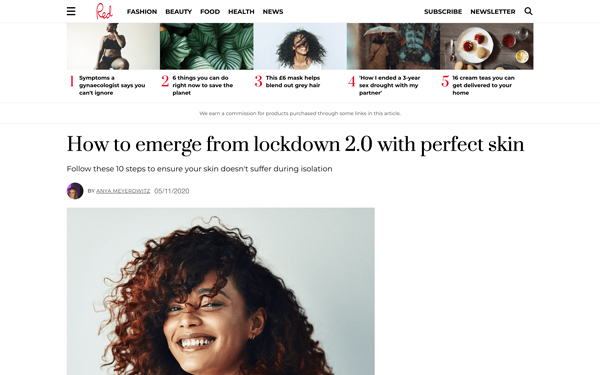 Red
FASHION BEAUTY FOOD HEALTH NEWS
SUBSCRIBE NEWSLETTER
1 Symptoms a
gynaecologist says you
can't ignore
2 6 things you can do
right now to save the
planet
3 This £6 mask helps
blend out grey hair
4 'How I ended a 3-year
sex drought with my
partner'
5 16 cream teas you can
get delivered to your
home
We earn a commission for products purchased through some links in this article.
How to emerge from lockdown 2.0 with perfect skin
Follow these 10 steps to ensure your skin doesn't suffer during isolation
BY ANYA MEYEROWITZ 05/11/2020